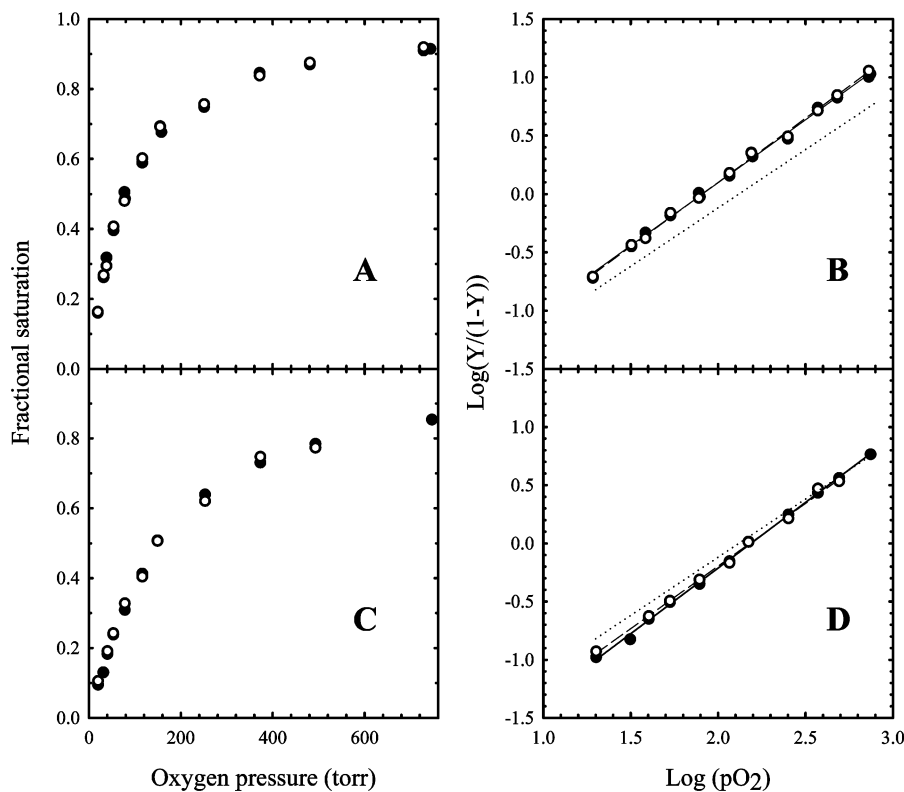 1.0
0.8
0.6
0.4
0.2
0.0
A
0.8
0.6
0.4
0.2
0.0
C
0 200 400 600
Oxygen pressure (torr)
Fractional saturation
1.5
1.0
0.5
0.0
-0.5
-1.0
-1.5
B
1.0
0.5
0.0
-0.5
-1.0
-1.5
D
1.0 1.5 2.0 2.5 3.0
Log (pO2)
Log(Y/(1-Y))